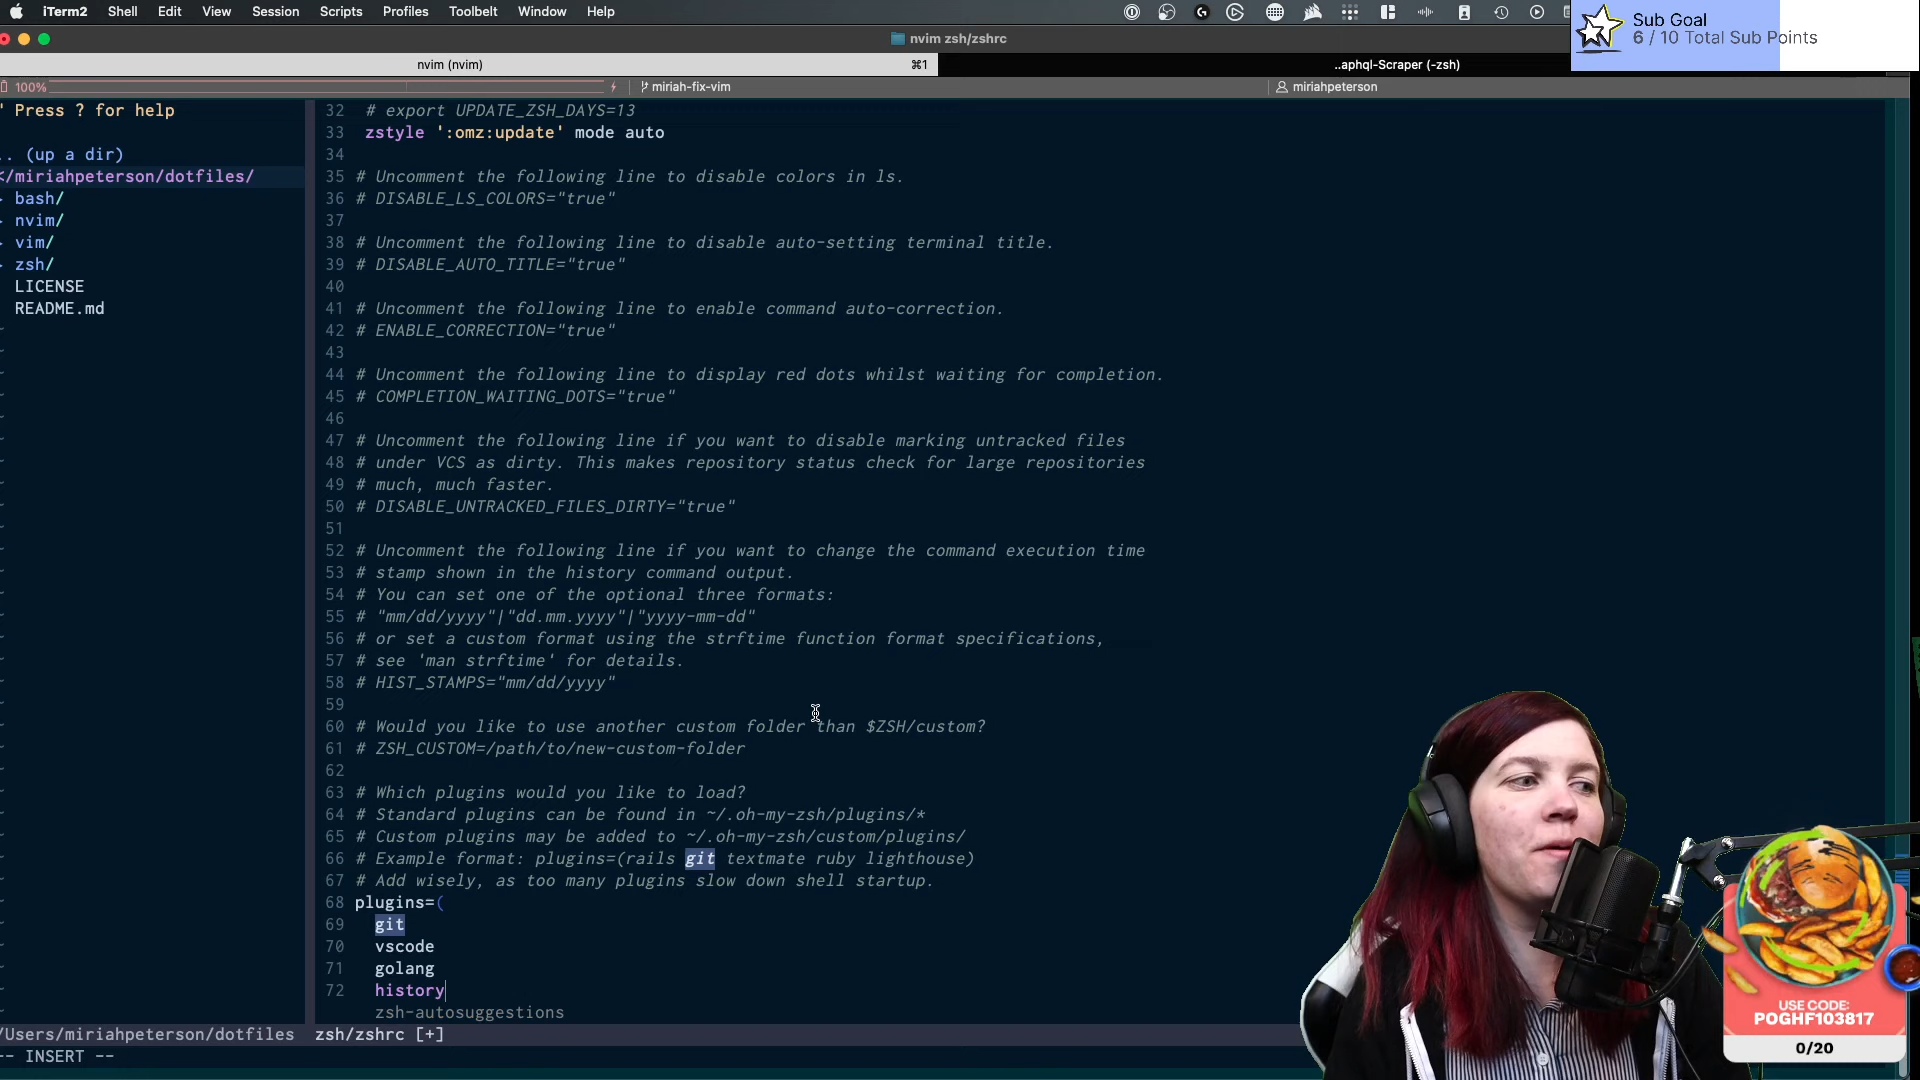 iTerm2 Shell Edit View Session Scripts Profiles Toolbelt Window Help
Sub Goal
6 / 10 Total Sub Points
nvim zsh/zshrc
nvim (nvim) ⌘1 ..aphql-Scraper (-zsh)
100% miriah-fix-vim miriahpeterson
" Press ? for help
.. (up a dir)
</miriahpeterson/dotfiles/
bash/
nvim/
vim/
zsh/
LICENSE
README.md
32 # export UPDATE_ZSH_DAYS=13
33 zstyle ':omz:update' mode auto
34
35 # Uncomment the following line to disable colors in ls.
36 # DISABLE_LS_COLORS="true"
37
38 # Uncomment the following line to disable auto-setting terminal title.
39 # DISABLE_AUTO_TITLE="true"
40
41 # Uncomment the following line to enable command auto-correction.
42 # ENABLE_CORRECTION="true"
43
44 # Uncomment the following line to display red dots whilst waiting for completion.
45 # COMPLETION_WAITING_DOTS="true"
46
47 # Uncomment the following line if you want to disable marking untracked files
48 # under VCS as dirty. This makes repository status check for large repositories
49 # much, much faster.
50 # DISABLE_UNTRACKED_FILES_DIRTY="true"
51
52 # Uncomment the following line if you want to change the command execution time
53 # stamp shown in the history command output.
54 # You can set one of the optional three formats:
55 # "mm/dd/yyyy"|"dd.mm.yyyy"|"yyyy-mm-dd"
56 # or set a custom format using the strftime function format specifications,
57 # see 'man strftime' for details.
58 # HIST_STAMPS="mm/dd/yyyy"
59
60 # Would you like to use another custom folder than $ZSH/custom?
61 # ZSH_CUSTOM=/path/to/new-custom-folder
62
63 # Which plugins would you like to load?
64 # Standard plugins can be found in ~/.oh-my-zsh/plugins/*
65 # Custom plugins may be added to ~/.oh-my-zsh/custom/plugins/
66 # Example format: plugins=(rails git textmate ruby lighthouse)
67 # Add wisely, as too many plugins slow down shell startup.
68 plugins=(
69 git
70 vscode
71 golang
72 history
zsh-autosuggestions
/Users/miriahpeterson/dotfiles zsh/zshrc [+]
-- INSERT --
USE CODE:
POGHF103817
0/20